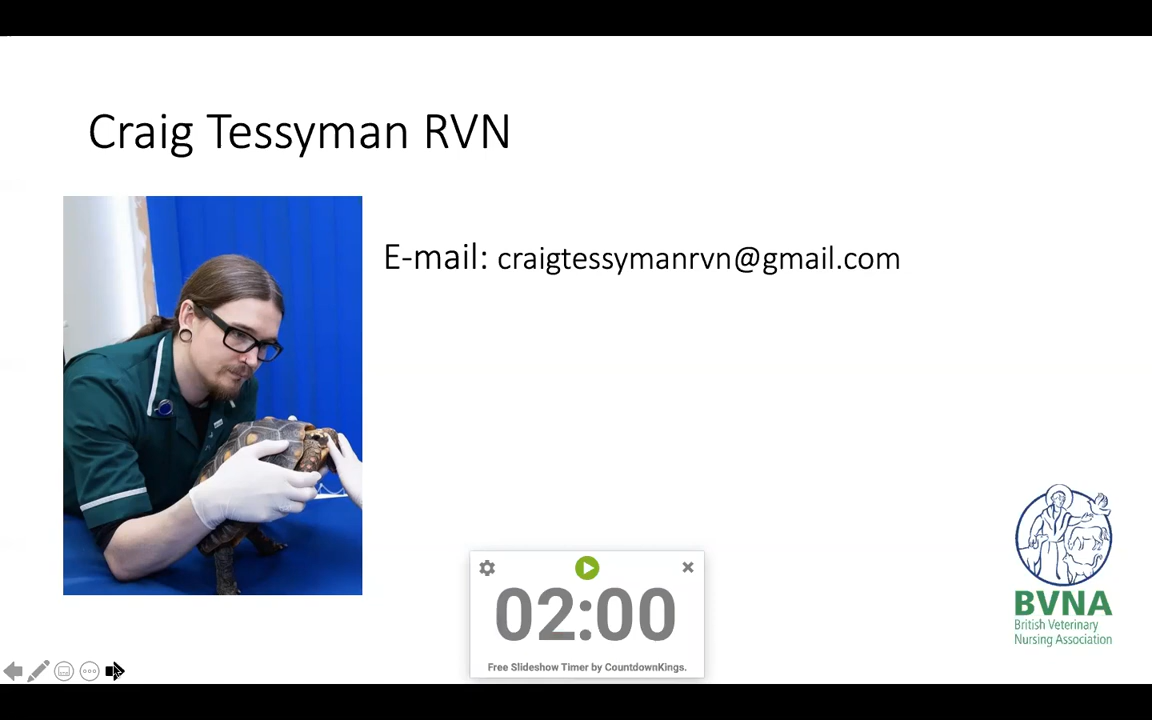 Craig Tessyman RVN
E-mail: craigtessymanrvn@gmail.com
02:00
Free Slideshow Timer by CountdownKings.
BVNA
British Veterinary
Nursing Association